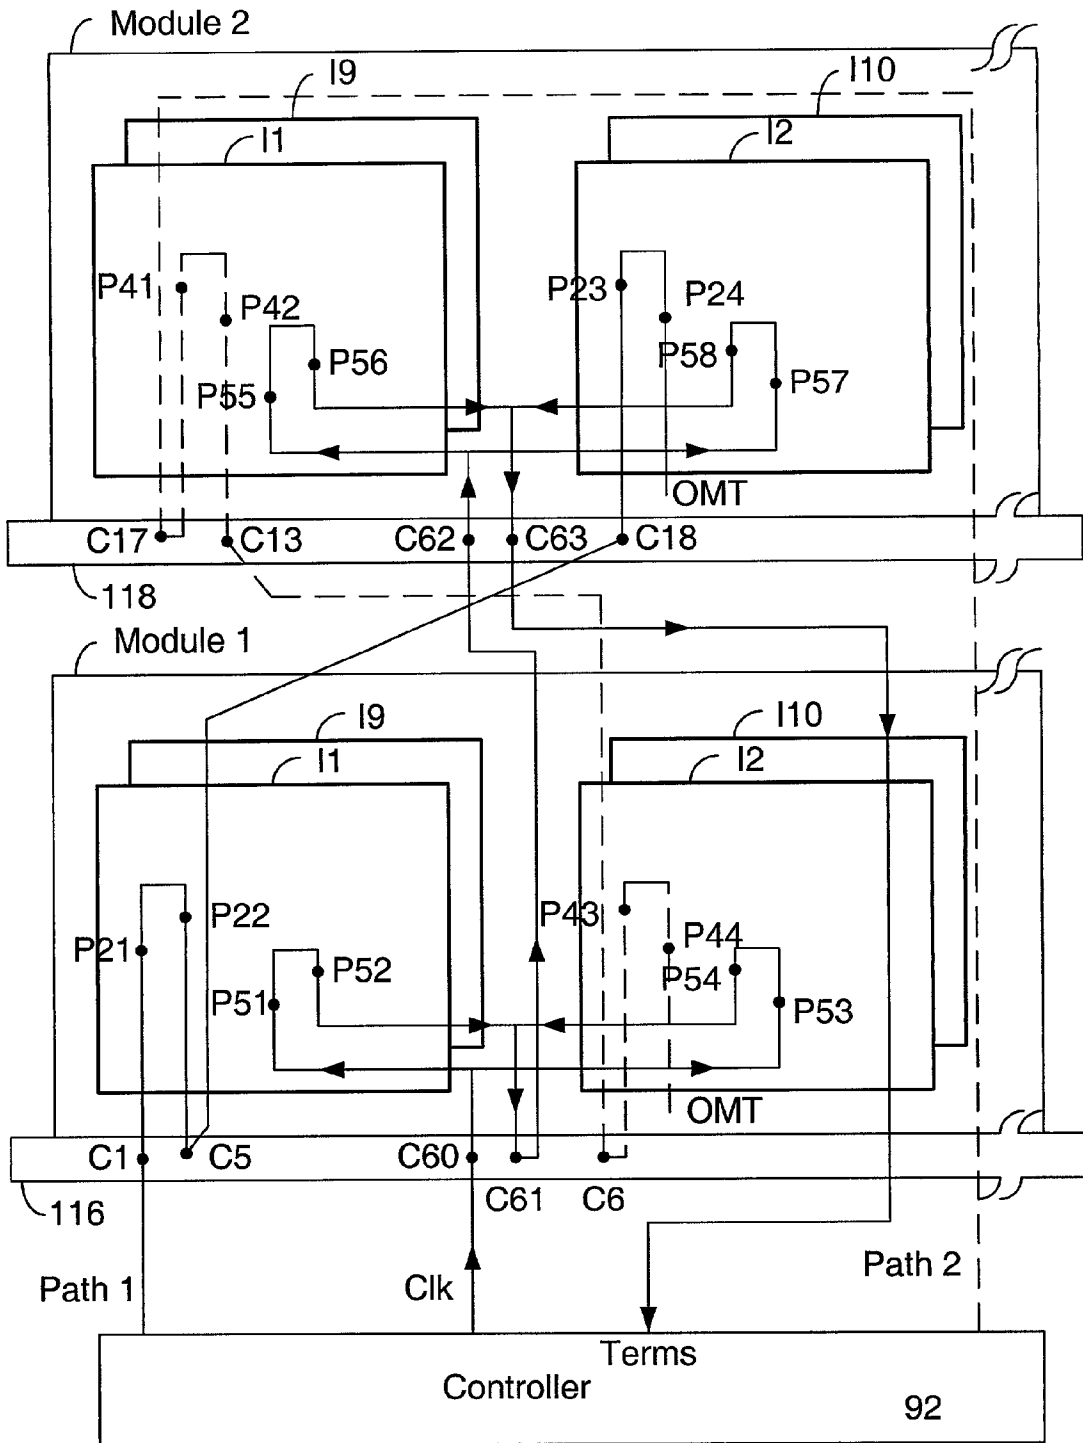 Module 2
I9
I10
I1
I2
P41
P42
P23
P24
P56
P58
P55
P57
OMT
C17
C13
C62
C63
C18
118
Module 1
I9
I10
I1
I2
P43
P22
P21
P44
P52
P54
P51
P53
OMT
C1
C5
C60
C61
C6
116
Path 1
Clk
Path 2
Terms
Controller
92